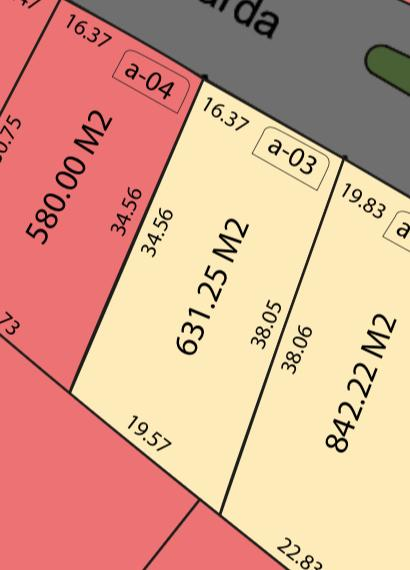 16.37
a-04
580.00 M2
34.56
16.37
a-03
34.56
631.25 M2
38.05
19.57
19.83
a
38.06
842.22 M2